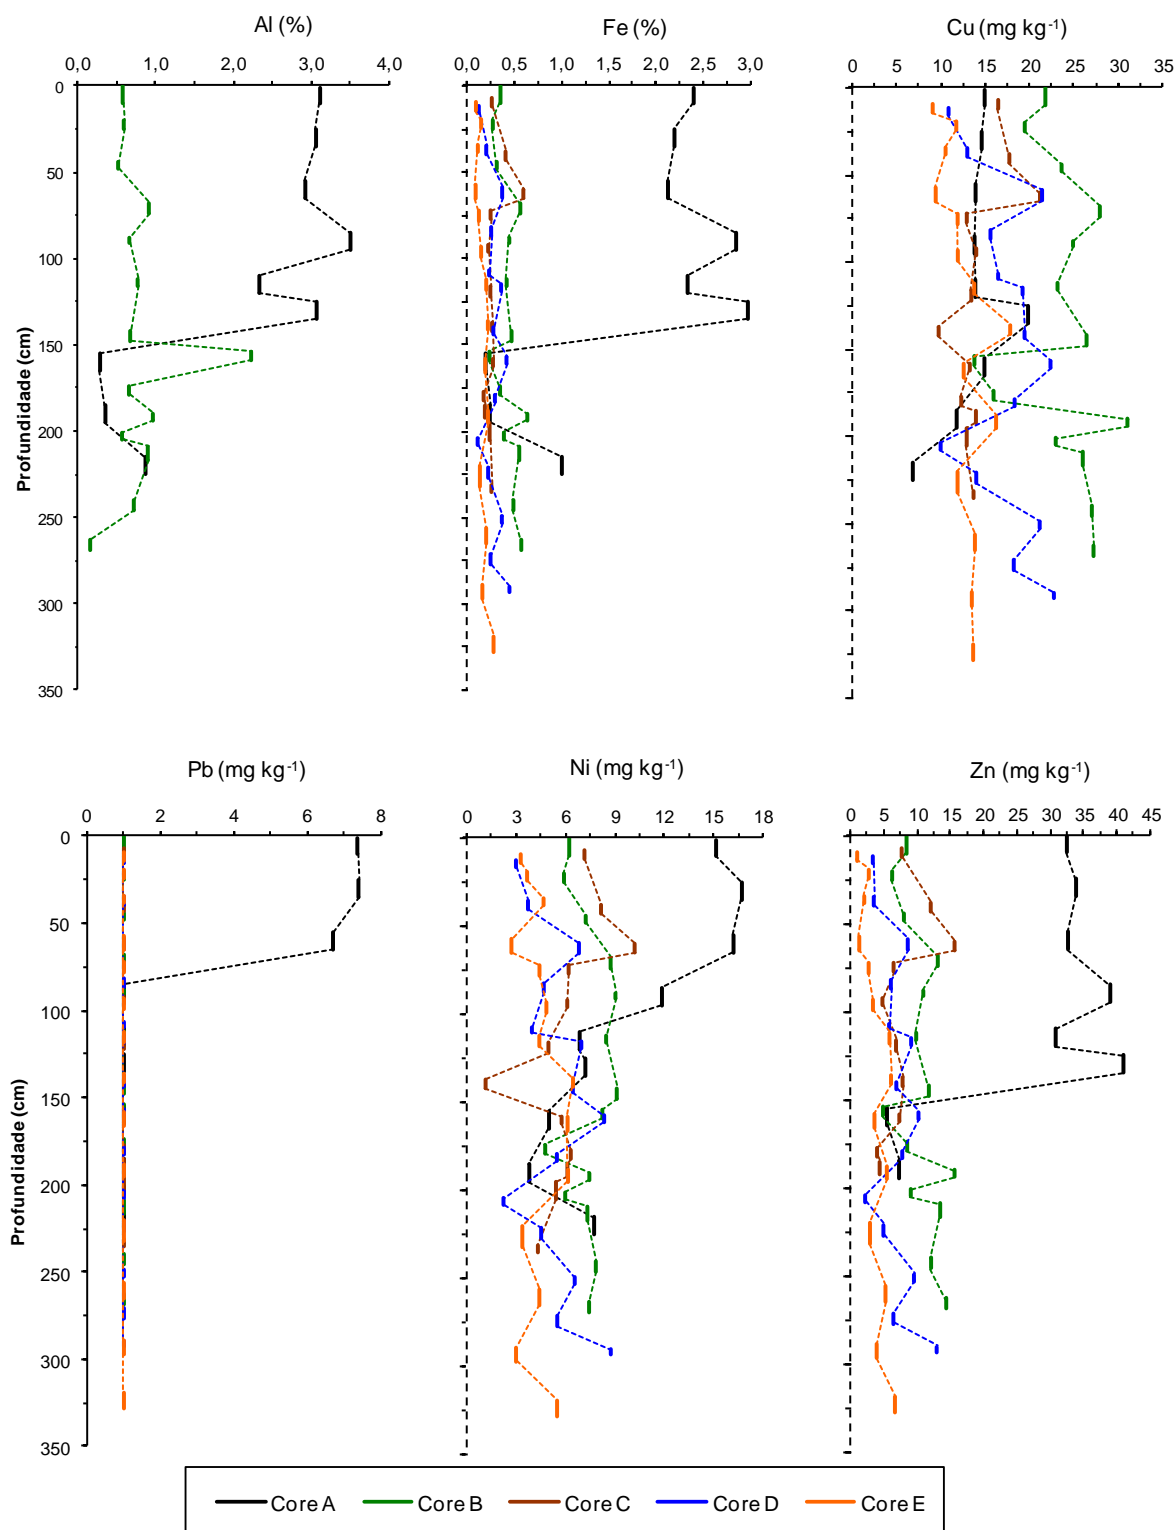 Al (%)
Fe (%)
Cu (mg kg-1)
0,0 1,0 2,0 3,0 4,0
0,0 0,5 1,0 1,5 2,0 2,5 3,0
0 5 10 15 20 25 30 35
0
50
100
150
200
250
300
350
Profundidade (cm)
Pb (mg kg-1)
Ni (mg kg-1)
Zn (mg kg-1)
0 2 4 6 8
3 6 9 12 15 18
0 5 10 15 20 25 30 35 40 45
0
50
100
150
200
250
300
350
Profundidade (cm)
Core A Core B Core C Core D Core E